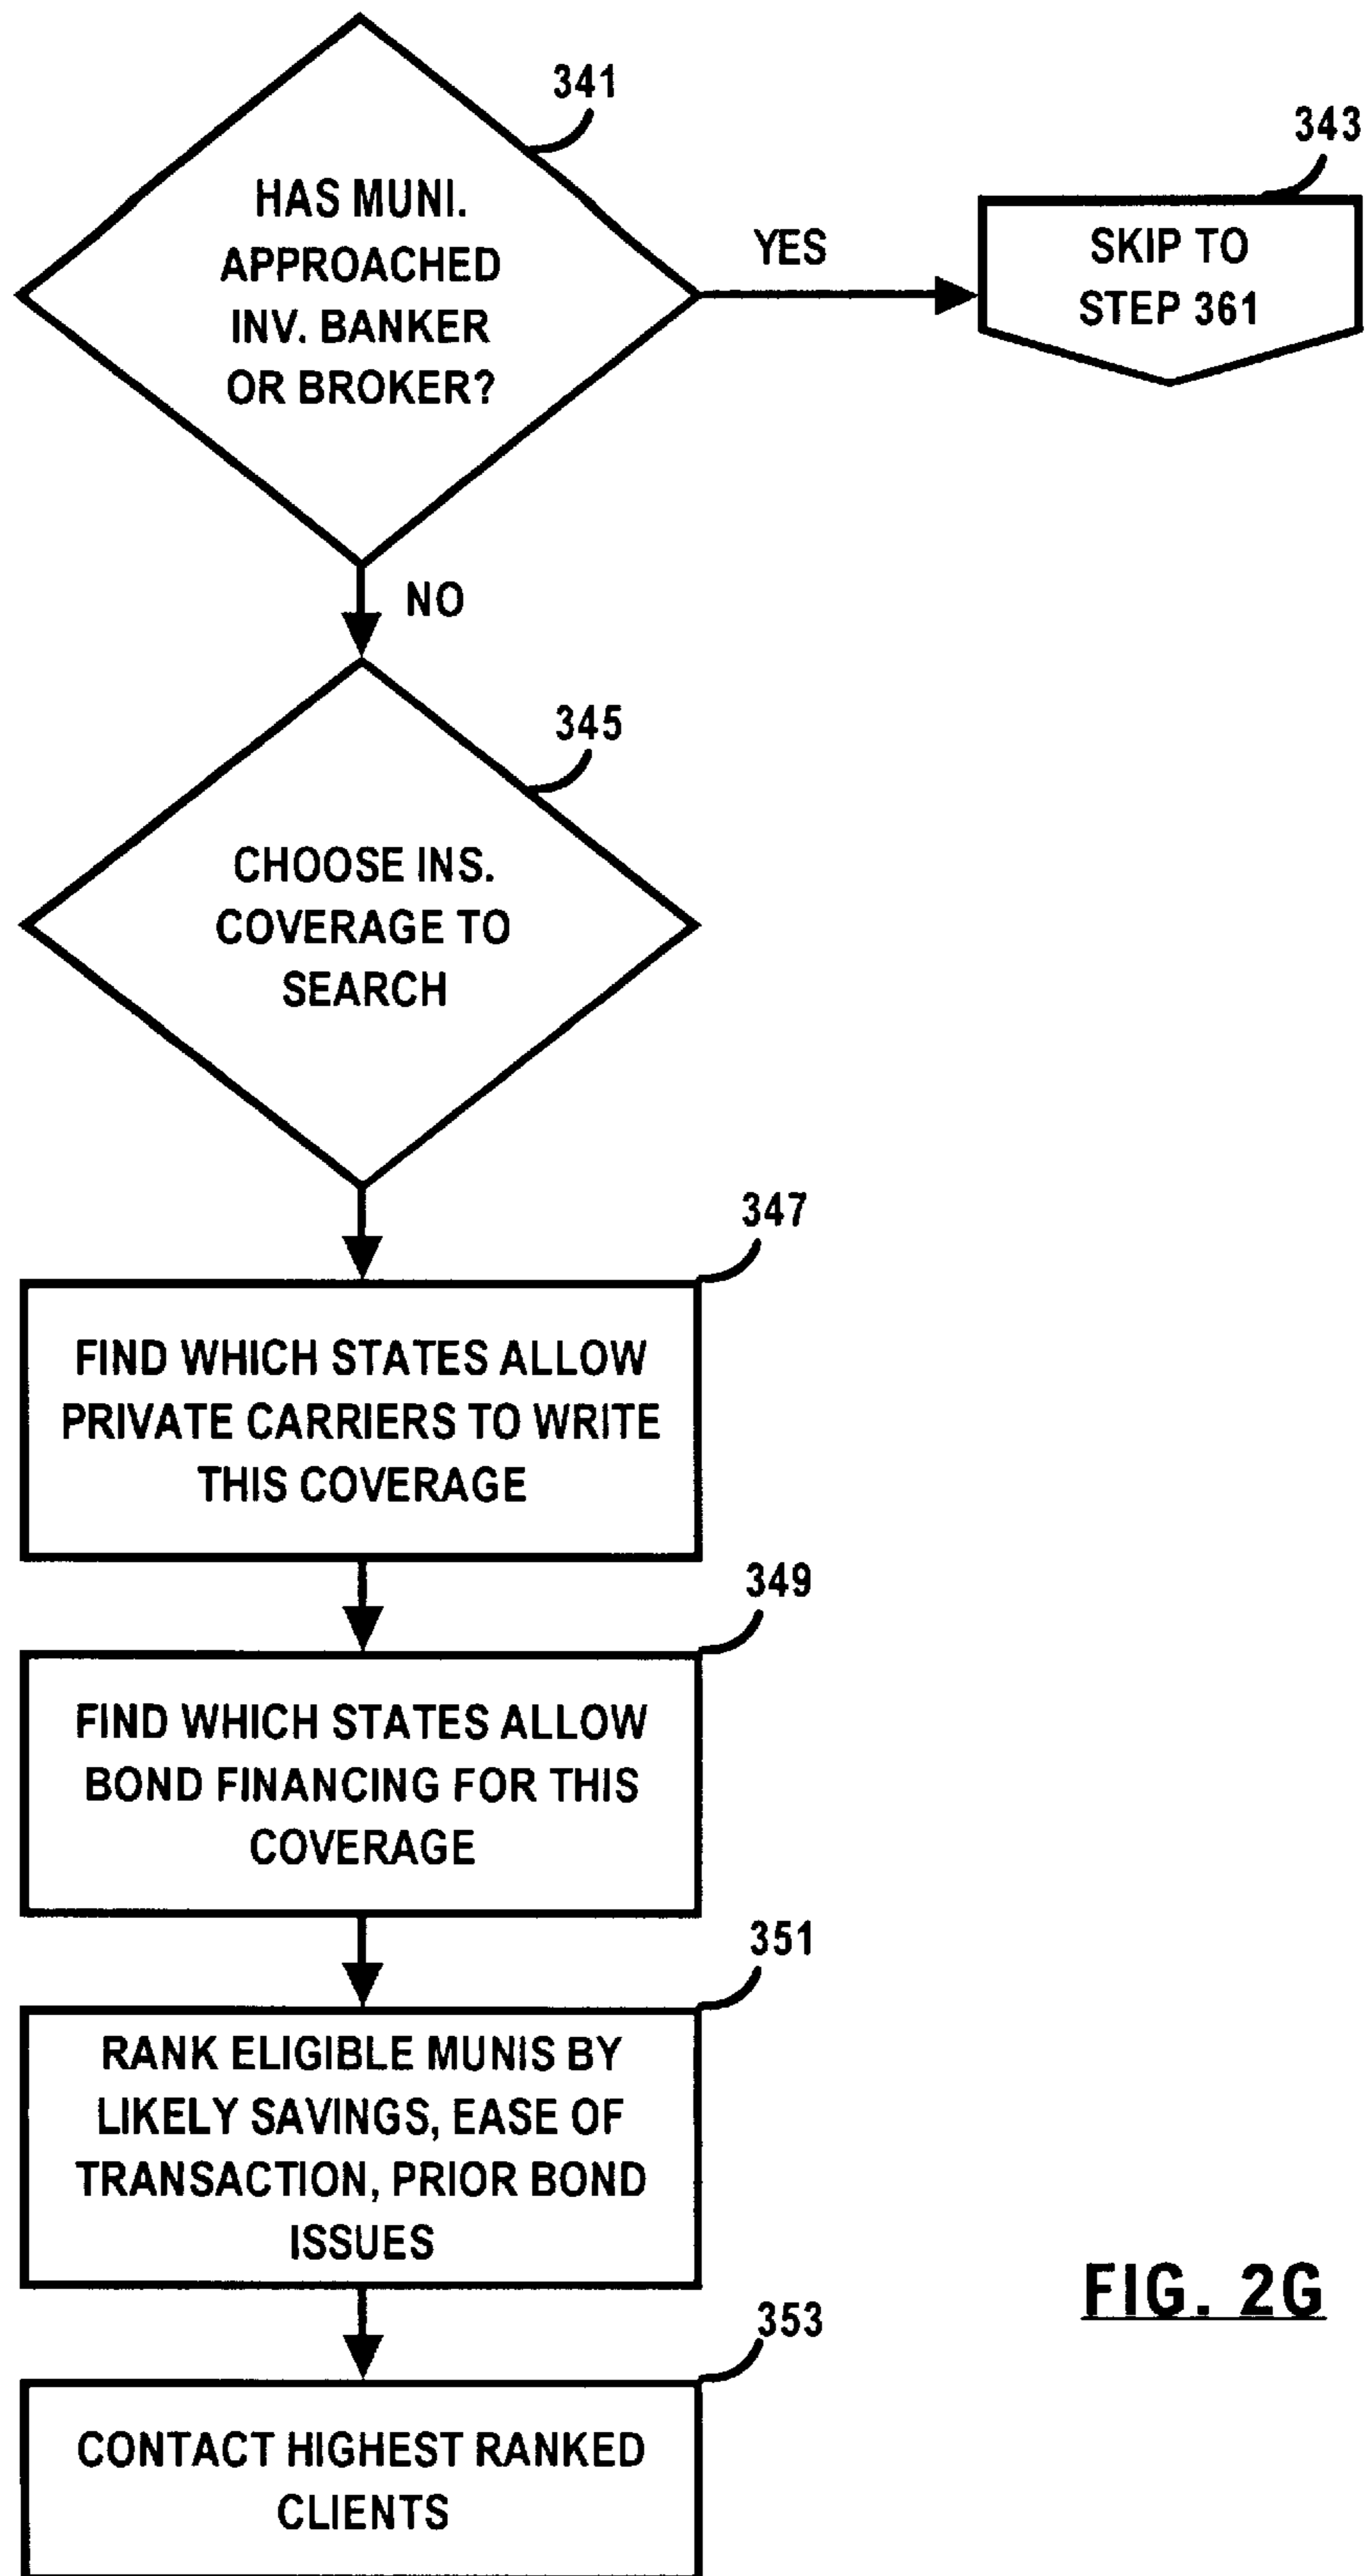 341
HAS MUNI.
APPROACHED
INV. BANKER
OR BROKER?
YES
343
SKIP TO
STEP 361
NO
345
CHOOSE INS.
COVERAGE TO
SEARCH
347
FIND WHICH STATES ALLOW
PRIVATE CARRIERS TO WRITE
THIS COVERAGE
349
FIND WHICH STATES ALLOW
BOND FINANCING FOR THIS
COVERAGE
351
RANK ELIGIBLE MUNIS BY
LIKELY SAVINGS, EASE OF
TRANSACTION, PRIOR BOND
ISSUES
353
CONTACT HIGHEST RANKED
CLIENTS
FIG. 2G